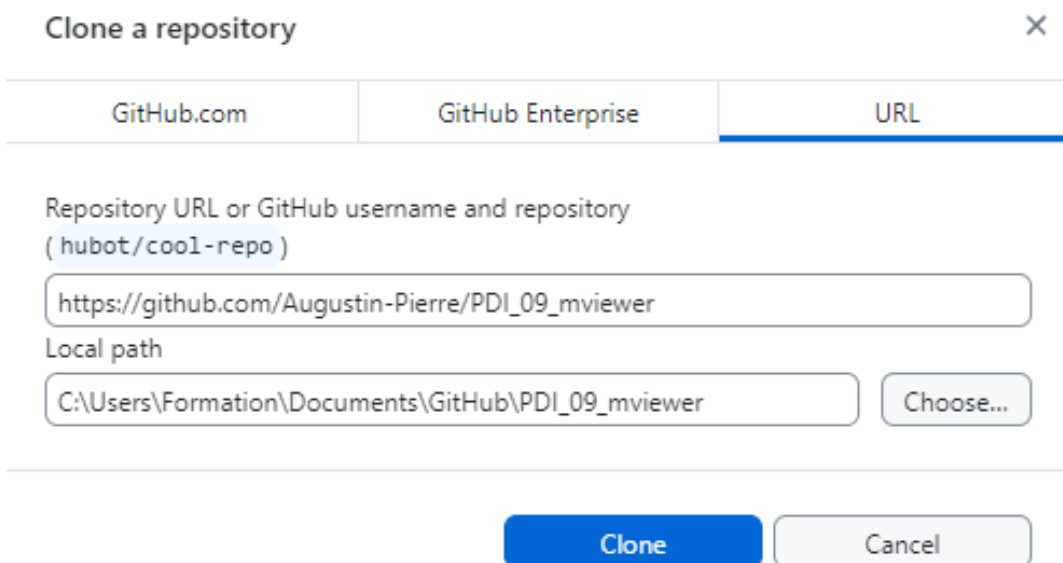 Clone a repository ×
GitHub.com GitHub Enterprise URL
Repository URL or GitHub username and repository
(hubot/cool-repo)
https://github.com/Augustin-Pierre/PDI_09_mviewer
Local path
C:\Users\Formation\Documents\GitHub\PDI_09_mviewer Choose...
Clone Cancel